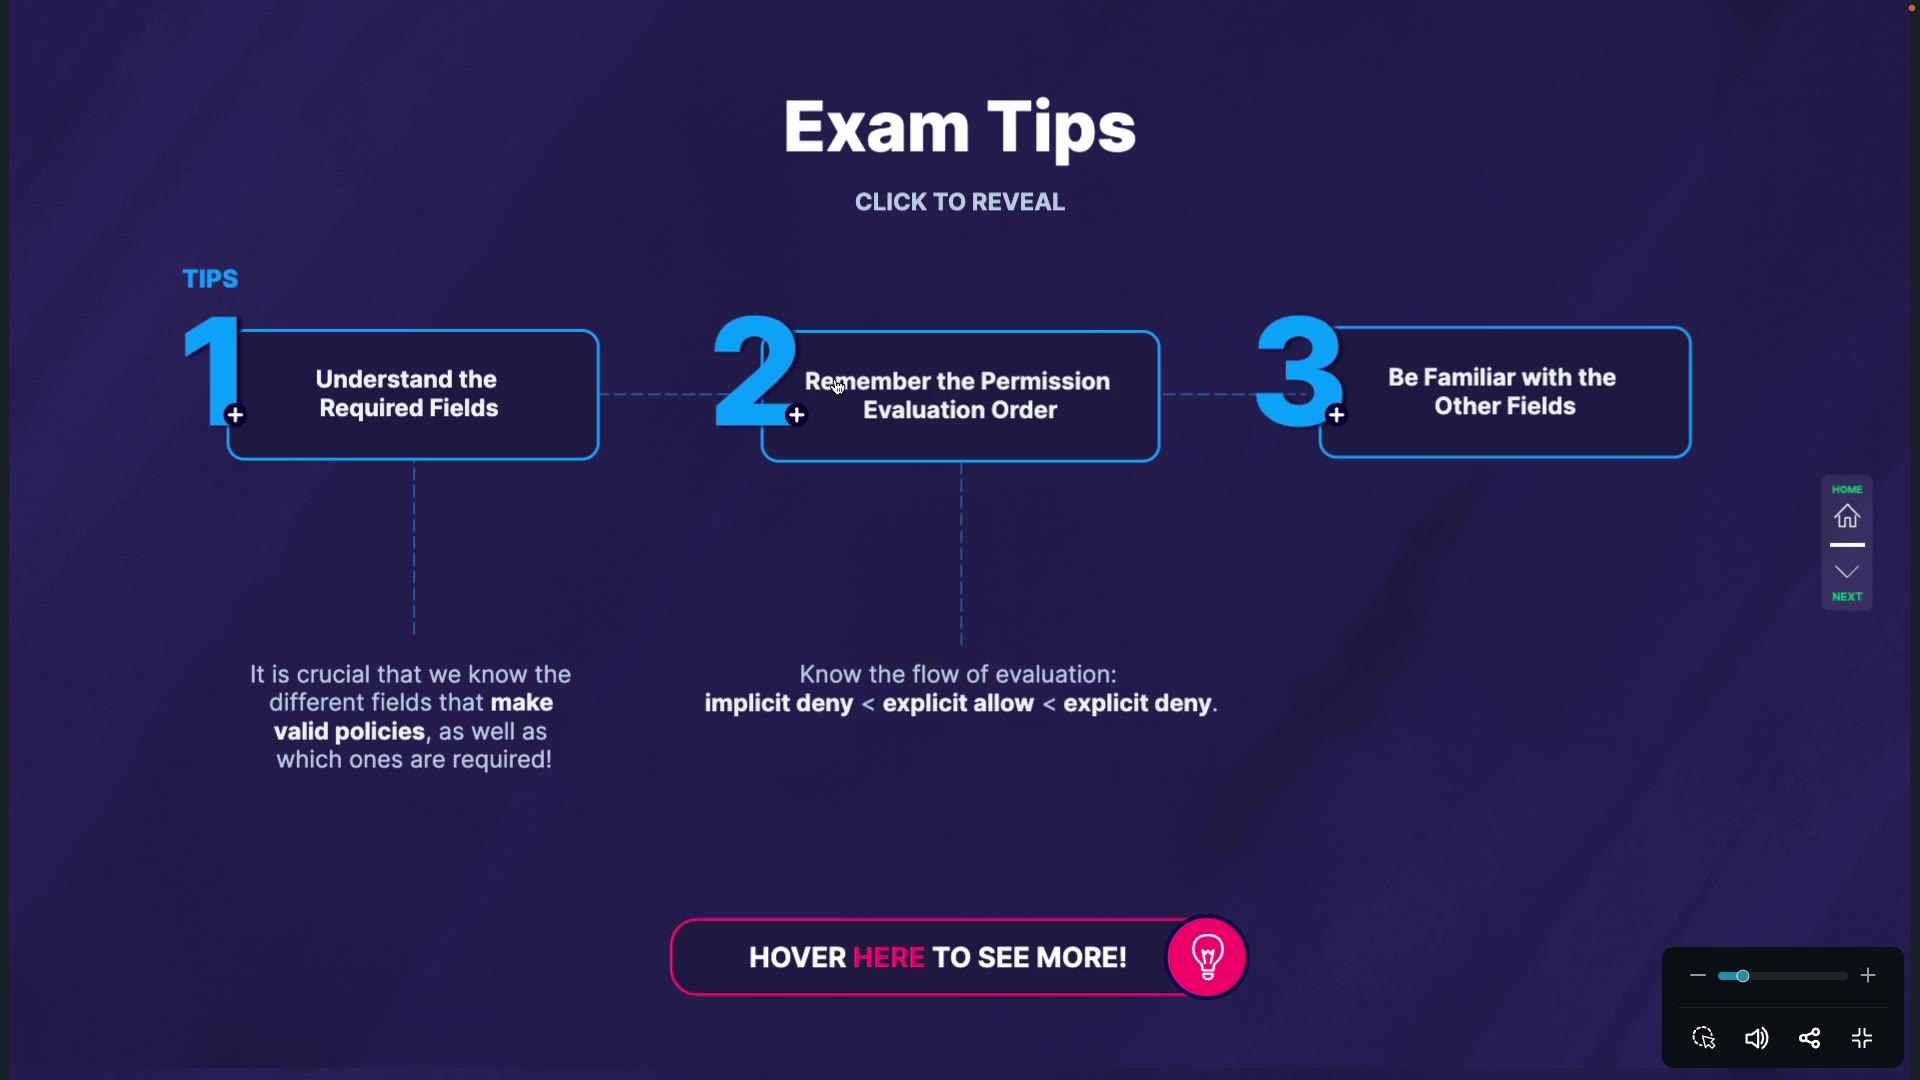 Exam Tips
CLICK TO REVEAL
TIPS
1
Understand the
Required Fields
2
Remember the Permission
Evaluation Order
3
Be Familiar with the
Other Fields
It is crucial that we know the
different fields that make
valid policies, as well as
which ones are required!
Know the flow of evaluation:
implicit deny < explicit allow < explicit deny.
HOME
NEXT
HOVER HERE TO SEE MORE!